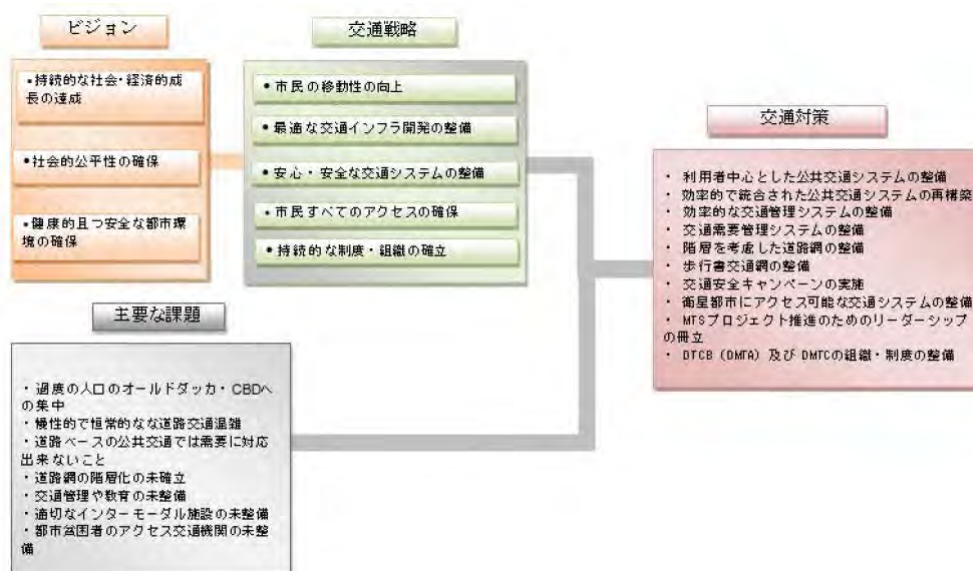 ビジョン
•持続的な社会・経済的成
長の達成
•社会的公平性の確保
•健康的且つ安全な都市環
境の確保
交通戦略
• 市民の移動性の向上
• 最適な交通インフラ開発の整備
• 安心・安全な交通システムの整備
• 市民すべてのアクセスの確保
• 持続的な制度・組織の確立
主要な課題
・過度の人口のオールドダッカ・CBDへ
の集中
・慢性的で恒常的なな道路交通混雑
・道路ベースの公共交通では需要に対応
出来ないこと
・道路網の階層化の未確立
・交通管理や教育の未整備
・適切なインターモーダル施設の未整備
・都市貧困者のアクセス交通機関の未整
備
交通対策
・ 利用者中心とした公共交通システムの整備
・ 効率的で統合された公共交通システムの再構築
・ 効率的な交通管理システムの整備
・ 交通需要管理システムの整備
・ 階層を考慮した道路網の整備
・ 歩行書交通網の整備
・ 交通安全キャンペーンの実施
・ 衛星都市にアクセス可能な交通システムの整備
・ MTSプロジェクト推進のためのリーダーシップ
の冊立
・ DTCB (DMTA) 及び DMTCの組織・制度の整備